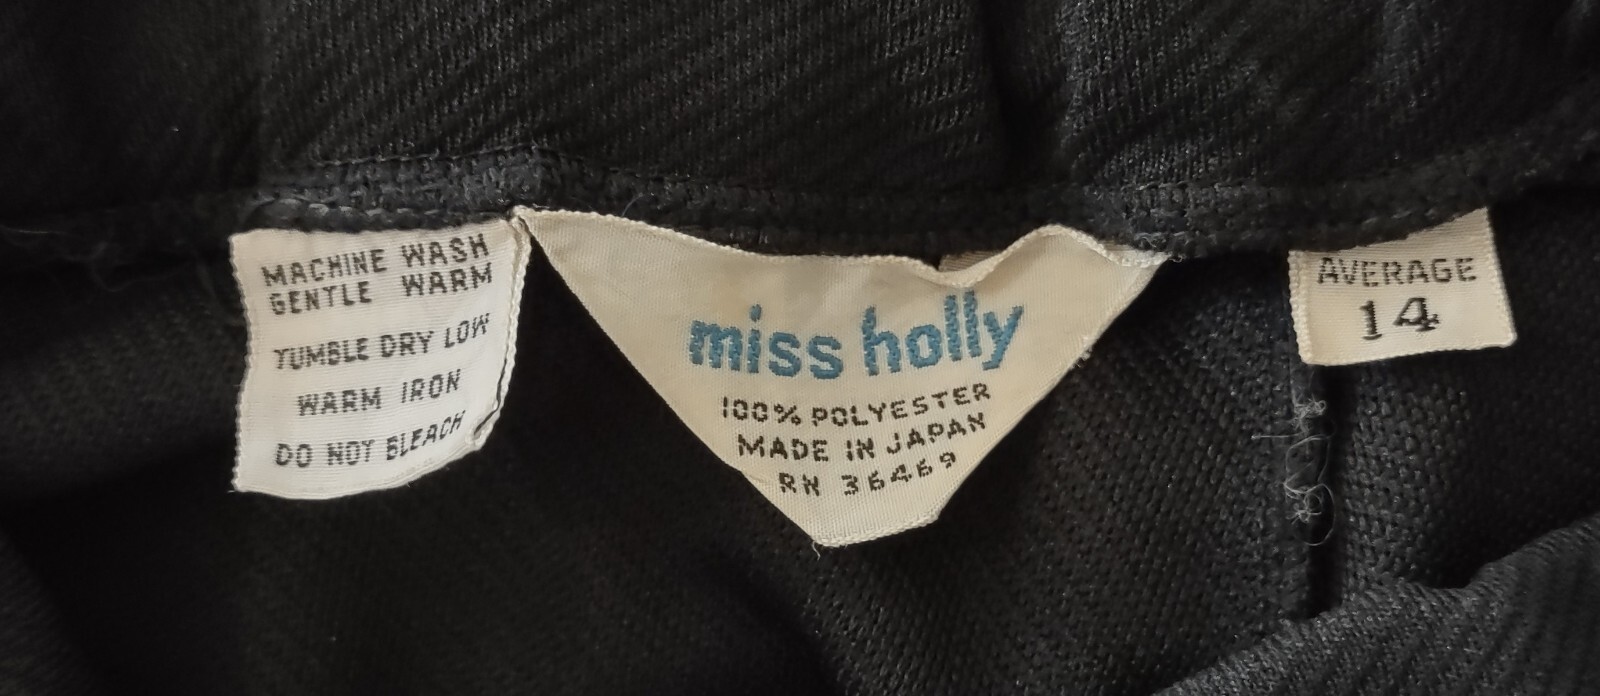 MACHINE WASH
GENTLE WARM
TUMBLE DRY LOW
WARM IRON
DO NOT BLEACH
miss holly
100% POLYESTER
MADE IN JAPAN
RN 36469
AVERAGE
14